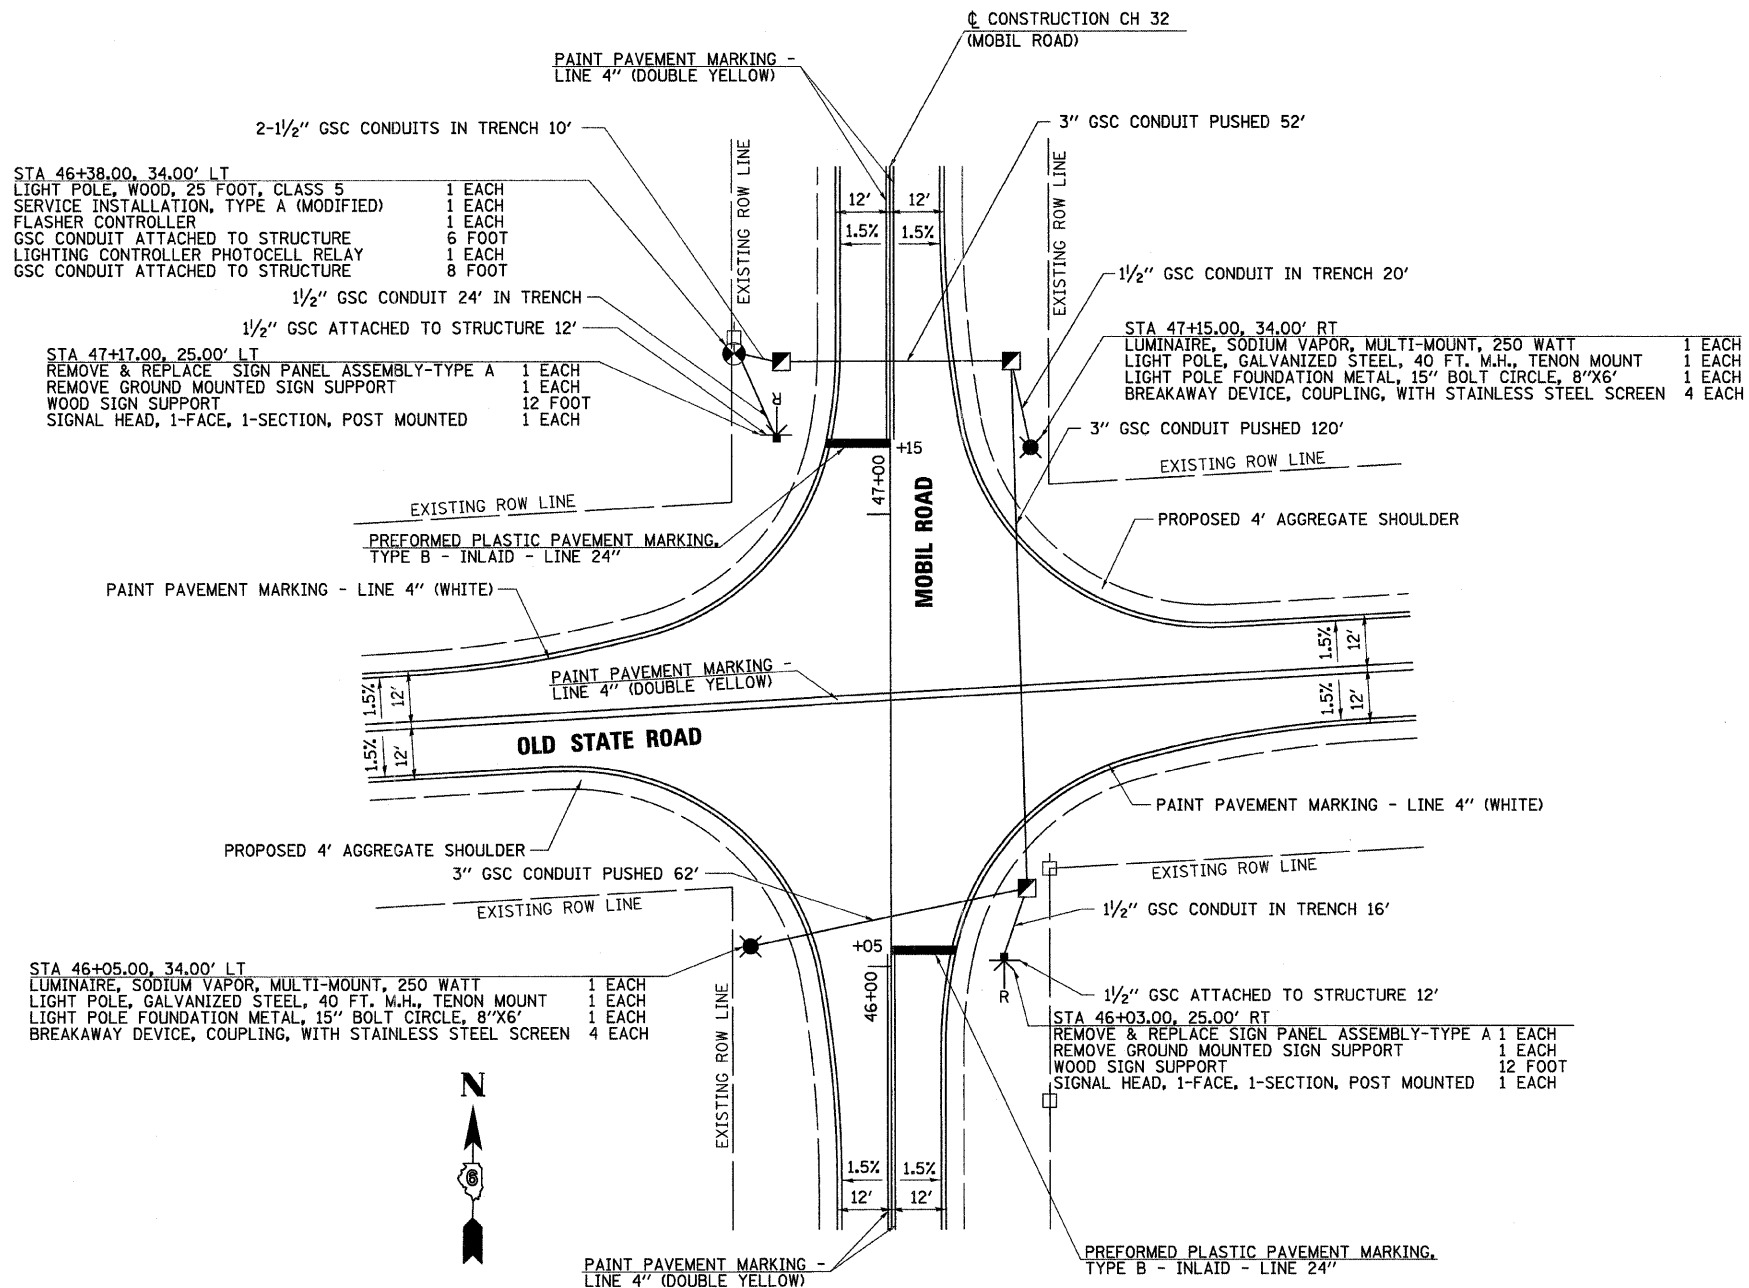 ℄ CONSTRUCTION CH 32
(MOBIL ROAD)
PAINT PAVEMENT MARKING -
LINE 4" (DOUBLE YELLOW)
2-1½" GSC CONDUITS IN TRENCH 10'
3" GSC CONDUIT PUSHED 52'
EXISTING ROW LINE
EXISTING ROW LINE
STA 46+38.00, 34.00' LT
LIGHT POLE, WOOD, 25 FOOT, CLASS 5 1 EACH
SERVICE INSTALLATION, TYPE A (MODIFIED) 1 EACH
FLASHER CONTROLLER 1 EACH
GSC CONDUIT ATTACHED TO STRUCTURE 6 FOOT
LIGHTING CONTROLLER PHOTOCELL RELAY 1 EACH
GSC CONDUIT ATTACHED TO STRUCTURE 8 FOOT
12' 12'
1.5% 1.5%
1½" GSC CONDUIT IN TRENCH 20'
1½" GSC CONDUIT 24' IN TRENCH
1½" GSC ATTACHED TO STRUCTURE 12'
STA 47+15.00, 34.00' RT
LUMINAIRE, SODIUM VAPOR, MULTI-MOUNT, 250 WATT 1 EACH
LIGHT POLE, GALVANIZED STEEL, 40 FT. M.H., TENON MOUNT 1 EACH
LIGHT POLE FOUNDATION METAL, 15" BOLT CIRCLE, 8"X6' 1 EACH
BREAKAWAY DEVICE, COUPLING, WITH STAINLESS STEEL SCREEN 4 EACH
STA 47+17.00, 25.00' LT
REMOVE & REPLACE SIGN PANEL ASSEMBLY-TYPE A 1 EACH
REMOVE GROUND MOUNTED SIGN SUPPORT 1 EACH
WOOD SIGN SUPPORT 12 FOOT
SIGNAL HEAD, 1-FACE, 1-SECTION, POST MOUNTED 1 EACH
R
3" GSC CONDUIT PUSHED 120'
+15
47+00
MOBIL ROAD
EXISTING ROW LINE
EXISTING ROW LINE
PROPOSED 4' AGGREGATE SHOULDER
PREFORMED PLASTIC PAVEMENT MARKING,
TYPE B - INLAID - LINE 24"
PAINT PAVEMENT MARKING - LINE 4" (WHITE)
1.5% 12'
1.5% 12'
PAINT PAVEMENT MARKING -
LINE 4" (DOUBLE YELLOW)
1.5% 12'
1.5% 12'
OLD STATE ROAD
PAINT PAVEMENT MARKING - LINE 4" (WHITE)
PROPOSED 4' AGGREGATE SHOULDER
3" GSC CONDUIT PUSHED 62'
EXISTING ROW LINE
EXISTING ROW LINE
1½" GSC CONDUIT IN TRENCH 16'
+05
46+00
STA 46+05.00, 34.00' LT
LUMINAIRE, SODIUM VAPOR, MULTI-MOUNT, 250 WATT 1 EACH
LIGHT POLE, GALVANIZED STEEL, 40 FT. M.H., TENON MOUNT 1 EACH
LIGHT POLE FOUNDATION METAL, 15" BOLT CIRCLE, 8"X6' 1 EACH
BREAKAWAY DEVICE, COUPLING, WITH STAINLESS STEEL SCREEN 4 EACH
R
1½" GSC ATTACHED TO STRUCTURE 12'
STA 46+03.00, 25.00' RT
REMOVE & REPLACE SIGN PANEL ASSEMBLY-TYPE A 1 EACH
REMOVE GROUND MOUNTED SIGN SUPPORT 1 EACH
WOOD SIGN SUPPORT 12 FOOT
SIGNAL HEAD, 1-FACE, 1-SECTION, POST MOUNTED 1 EACH
EXISTING ROW LINE
N
6
1.5% 1.5%
12' 12'
PAINT PAVEMENT MARKING -
LINE 4" (DOUBLE YELLOW)
PREFORMED PLASTIC PAVEMENT MARKING,
TYPE B - INLAID - LINE 24"